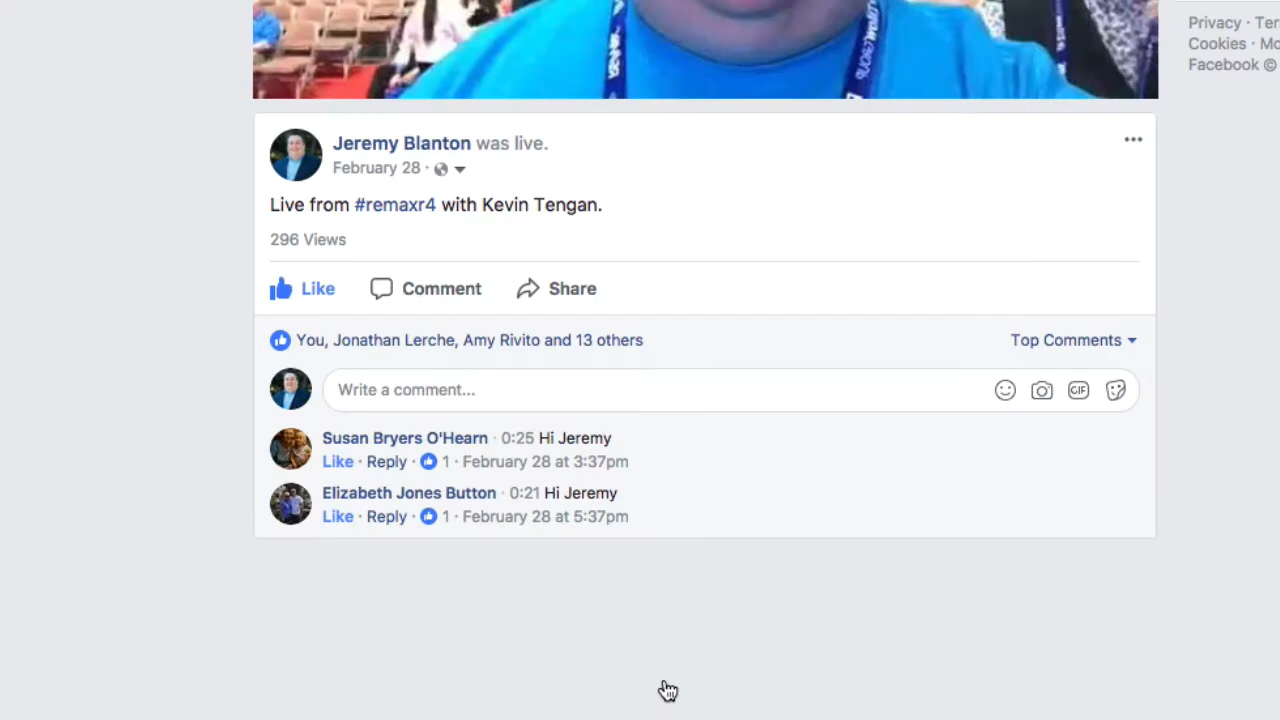 Privacy · Ter
Cookies · Mo
Facebook ©
Jeremy Blanton was live.
February 28 ·
Live from #remaxr4 with Kevin Tengan.
296 Views
Like Comment Share
You, Jonathan Lerche, Amy Rivito and 13 others Top Comments
Write a comment... GIF
Susan Bryers O'Hearn · 0:25 Hi Jeremy
Like · Reply · 1 · February 28 at 3:37pm
Elizabeth Jones Button · 0:21 Hi Jeremy
Like · Reply · 1 · February 28 at 5:37pm